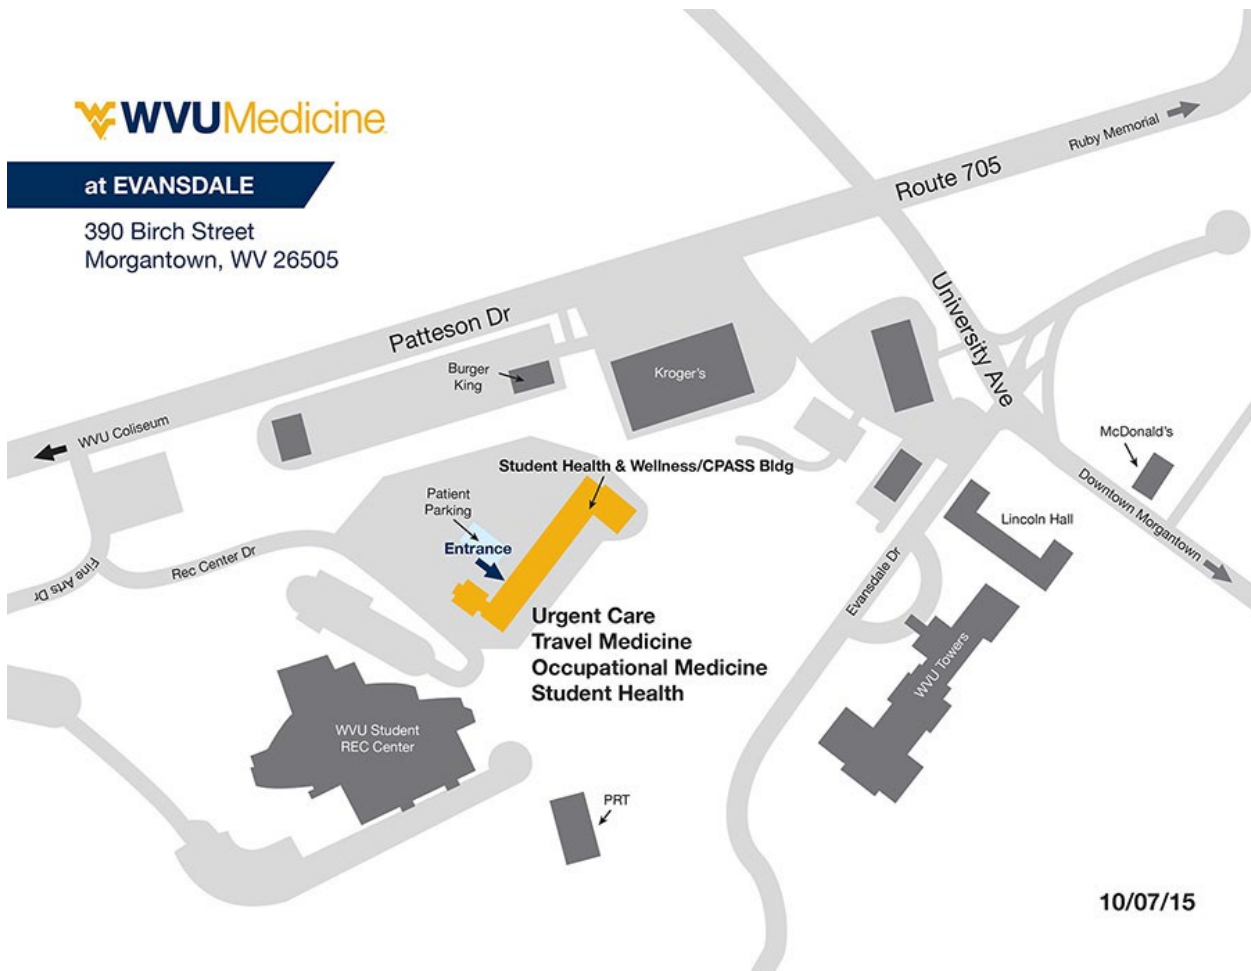 WVUMedicine
at EVANSDALE
390 Birch Street
Morgantown, WV 26505
Ruby Memorial
Route 705
University Ave
Patteson Dr
Burger
King
Kroger's
WVU Coliseum
McDonald's
Student Health & Wellness/CPASS Bldg
Patient
Parking
Entrance
Downtown Morgantown
Lincoln Hall
Rec Center Dr
Fine Arts Dr
Evansdale Dr
Urgent Care
Travel Medicine
Occupational Medicine
Student Health
WVU Towers
WVU Student
REC Center
PRT
10/07/15